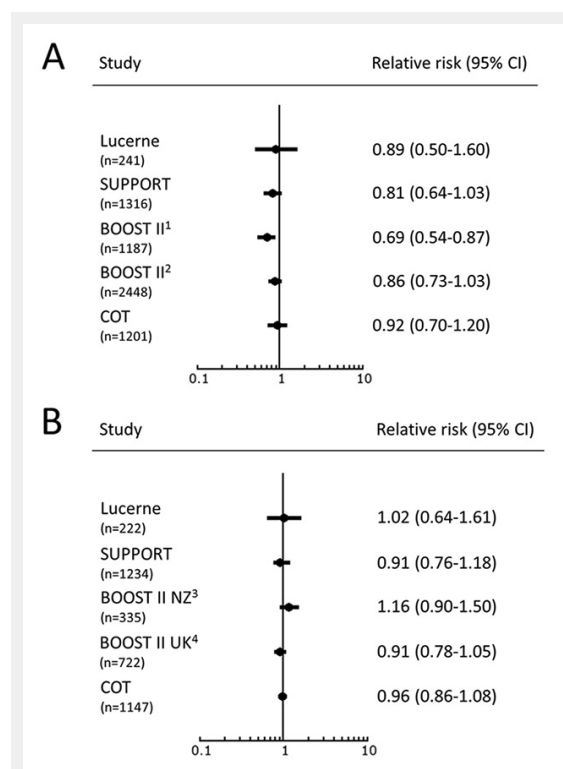 A
Study Relative risk (95% CI)
Lucerne
(n=241) 0.89 (0.50-1.60)
SUPPORT
(n=1316) 0.81 (0.64-1.03)
BOOST II¹
(n=1187) 0.69 (0.54-0.87)
BOOST II²
(n=2448) 0.86 (0.73-1.03)
COT
(n=1201) 0.92 (0.70-1.20)
0.1 1 10
B
Study Relative risk (95% CI)
Lucerne
(n=222) 1.02 (0.64-1.61)
SUPPORT
(n=1234) 0.91 (0.76-1.18)
BOOST II NZ³
(n=335) 1.16 (0.90-1.50)
BOOST II UK⁴
(n=722) 0.91 (0.78-1.05)
COT
(n=1147) 0.96 (0.86-1.08)
0.1 1 10